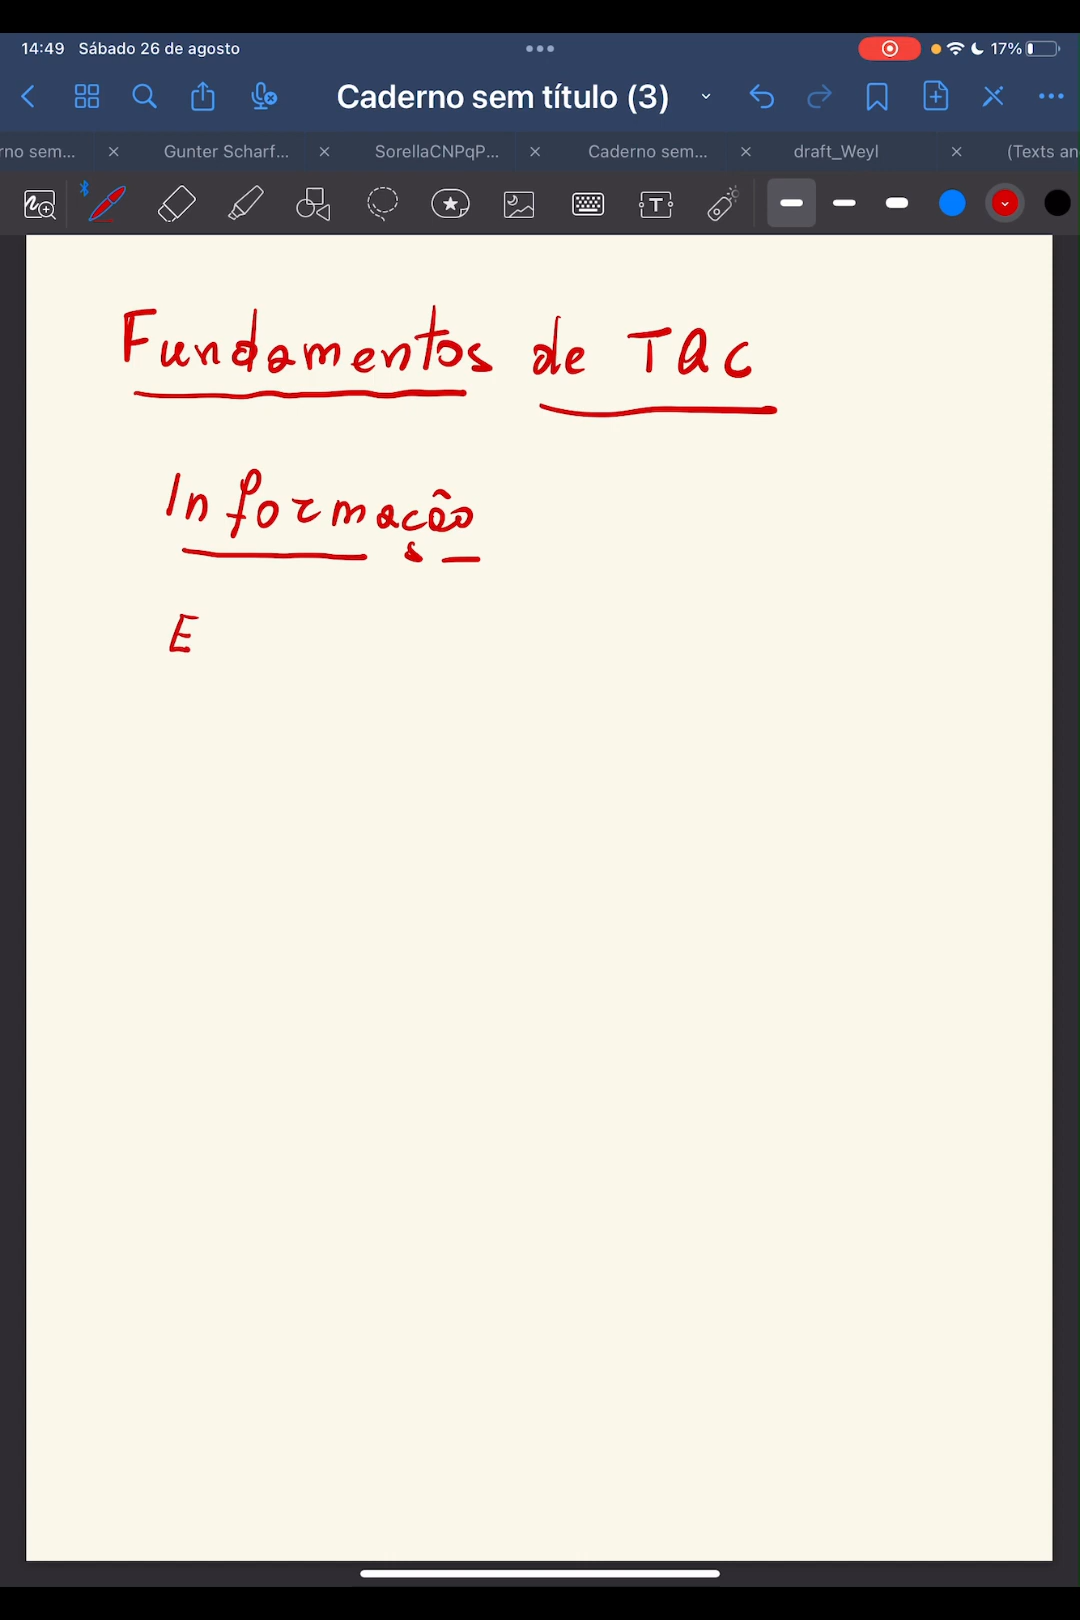 14:49 Sábado 26 de agosto 17%
Caderno sem título (3)
rno sem... Gunter Scharf... SorellaCNPqP... Caderno sem... draft_Weyl (Texts an
T
Fundamentos de TQC
Informação
E